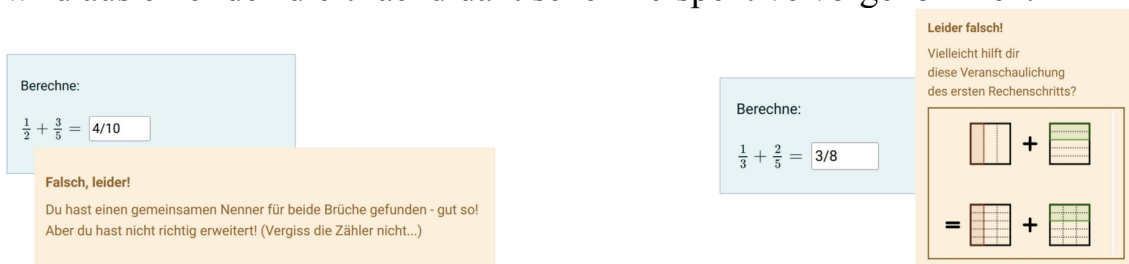 Berechne:
1/2 + 3/5 = 4/10
Falsch, leider!
Du hast einen gemeinsamen Nenner für beide Brüche gefunden - gut so!
Aber du hast nicht richtig erweitert! (Vergiss die Zähler nicht...)
Berechne:
1/3 + 2/5 = 3/8
Leider falsch!
Vielleicht hilft dir
diese Veranschaulichung
des ersten Rechenschritts?
+
= +